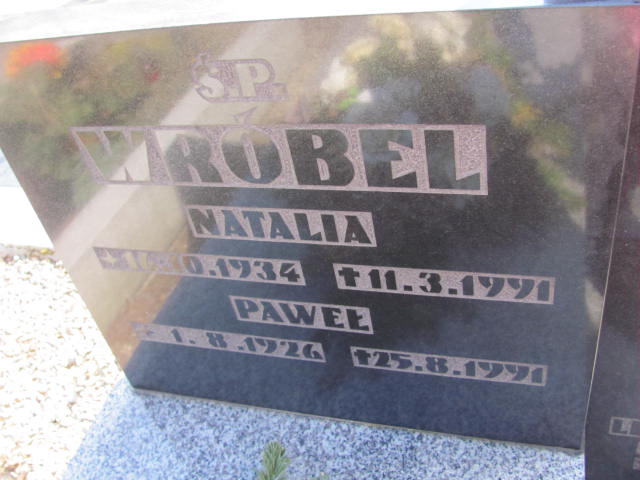 Ś.P.
WRÓBEL
NATALIA
✝11.3.1991
PAWEŁ
* 1.8.1926 ✝25.8.1991